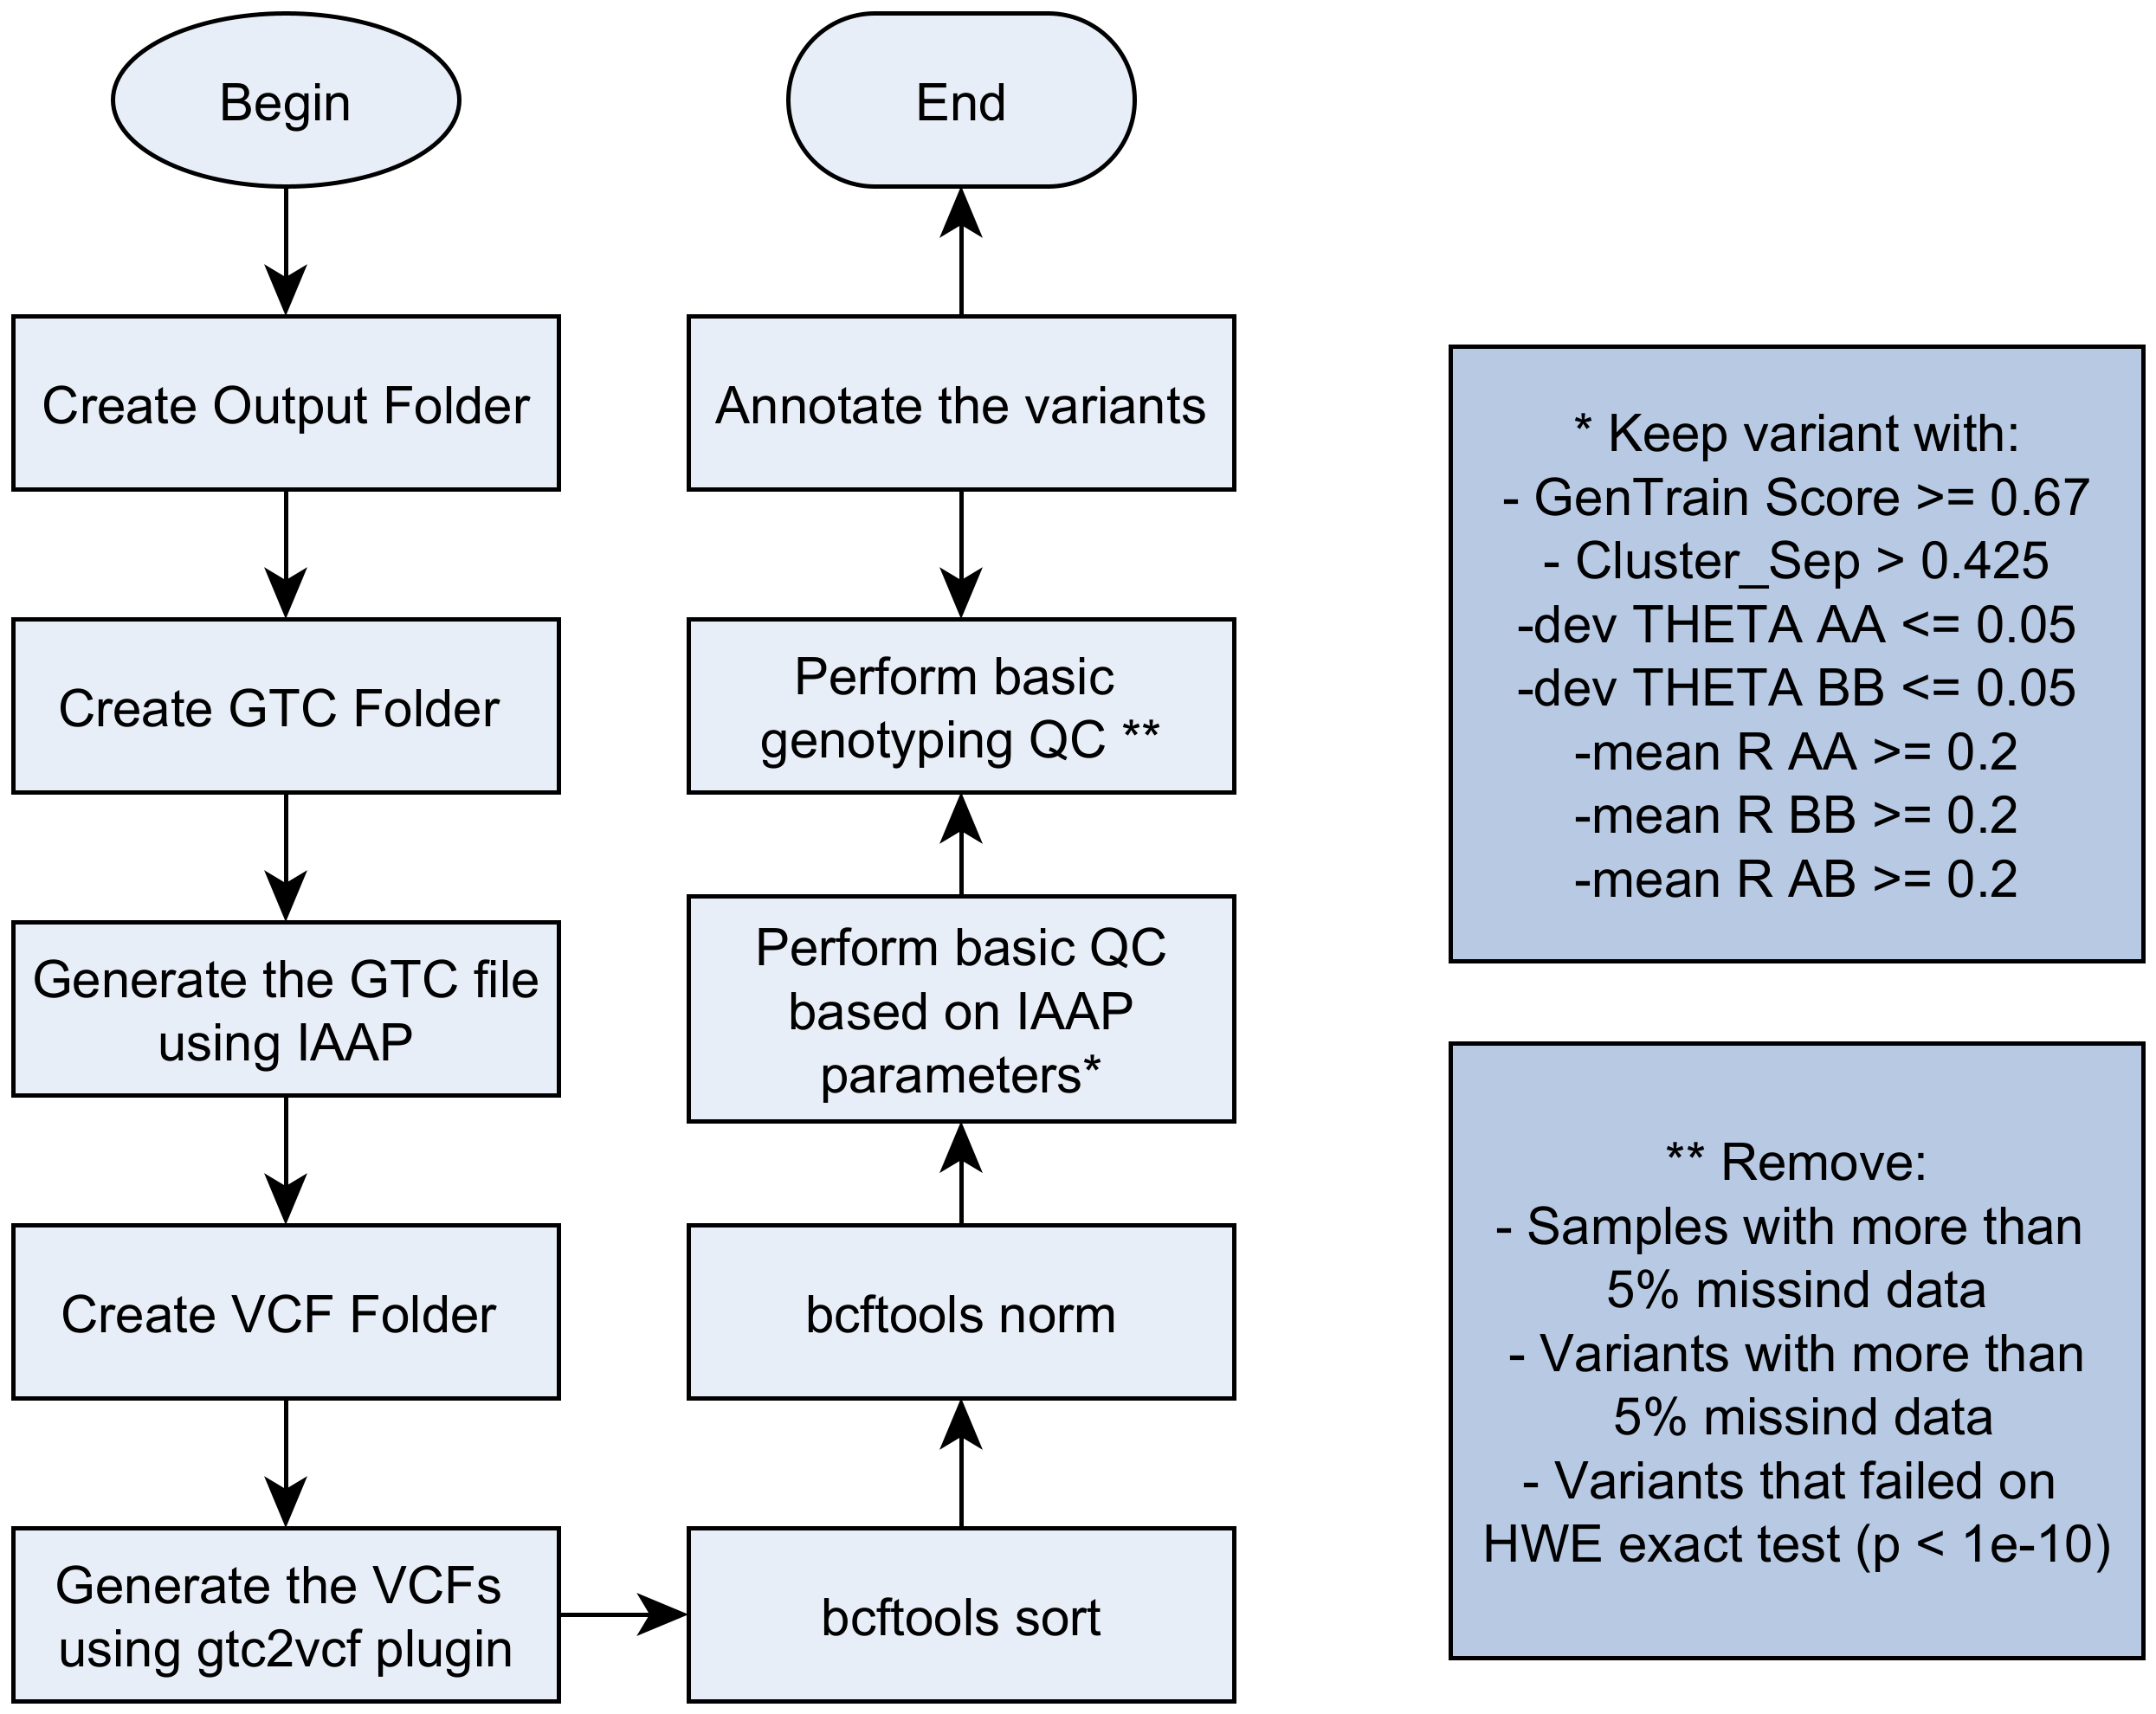 Begin
Create Output Folder
Create GTC Folder
Generate the GTC file
using IAAP
Create VCF Folder
Generate the VCFs
using gtc2vcf plugin
End
Annotate the variants
Perform basic
genotyping QC **
Perform basic QC
based on IAAP
parameters*
bcftools norm
bcftools sort
* Keep variant with:
- GenTrain Score >= 0.67
- Cluster_Sep > 0.425
-dev THETA AA <= 0.05
-dev THETA BB <= 0.05
-mean R AA >= 0.2
-mean R BB >= 0.2
-mean R AB >= 0.2
** Remove:
- Samples with more than
5% missind data
- Variants with more than
5% missind data
- Variants that failed on
HWE exact test (p < 1e-10)